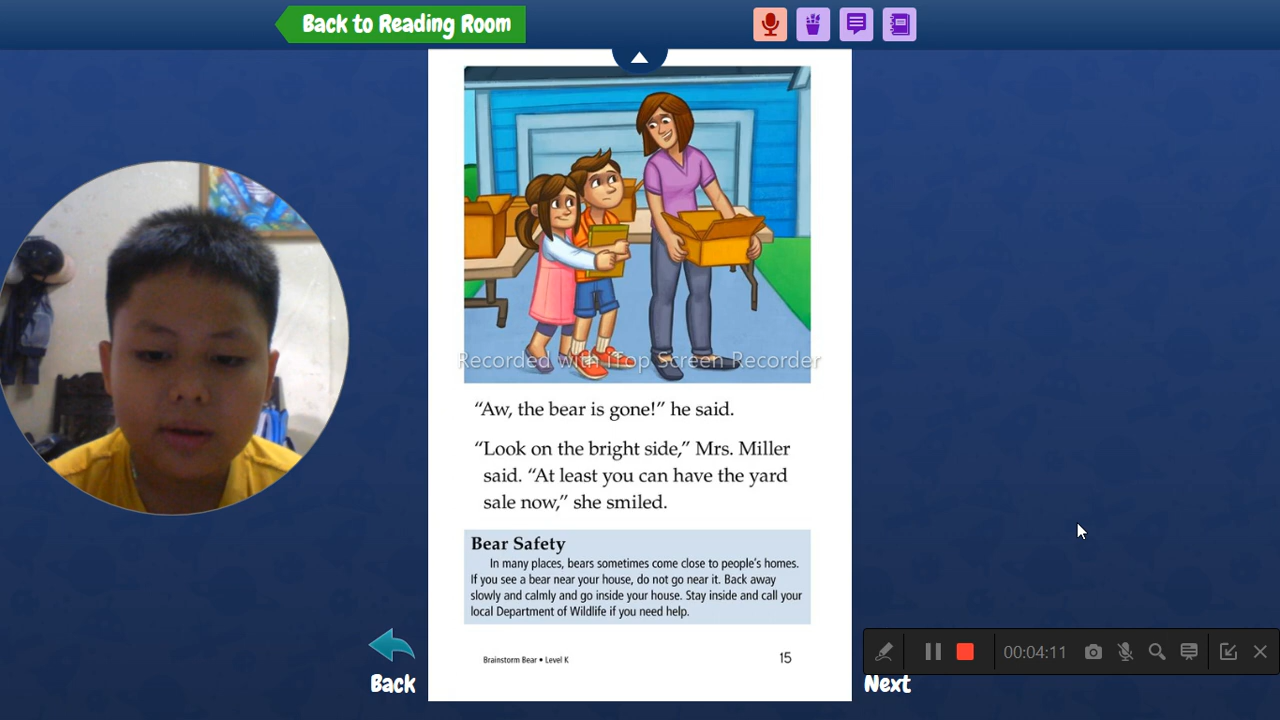 Back to Reading Room
Recorded with iTop Screen Recorder
“Aw, the bear is gone!” he said.
“Look on the bright side,” Mrs. Miller
said. “At least you can have the yard
sale now,” she smiled.
Bear Safety
In many places, bears sometimes come close to people’s homes.
If you see a bear near your house, do not go near it. Back away
slowly and calmly and go inside your house. Stay inside and call your
local Department of Wildlife if you need help.
Brainstorm Bear • Level K
15
00:04:11
Back
Next